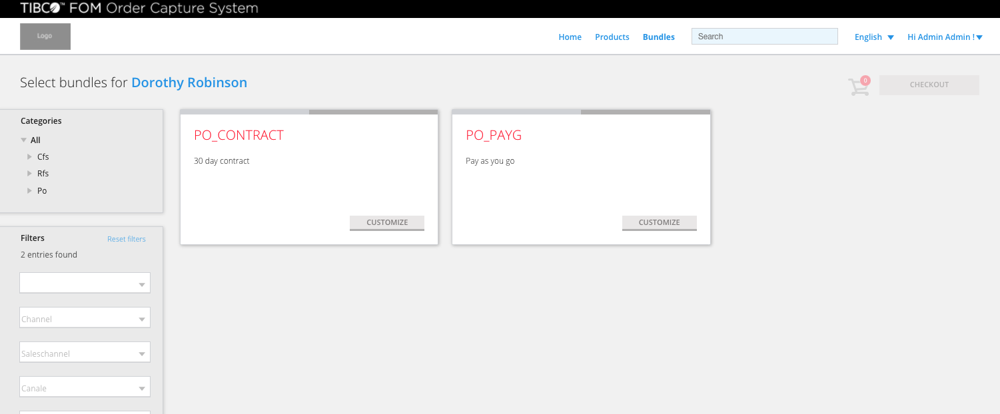 TIBCO™ FOM Order Capture System
Logo
Home Products Bundles Search English Hi Admin Admin !
Select bundles for Dorothy Robinson
0
CHECKOUT
Categories
All
Cfs
Rfs
Po
PO_CONTRACT
30 day contract
CUSTOMIZE
PO_PAYG
Pay as you go
CUSTOMIZE
Filters Reset filters
2 entries found
Channel
Saleschannel
Canale